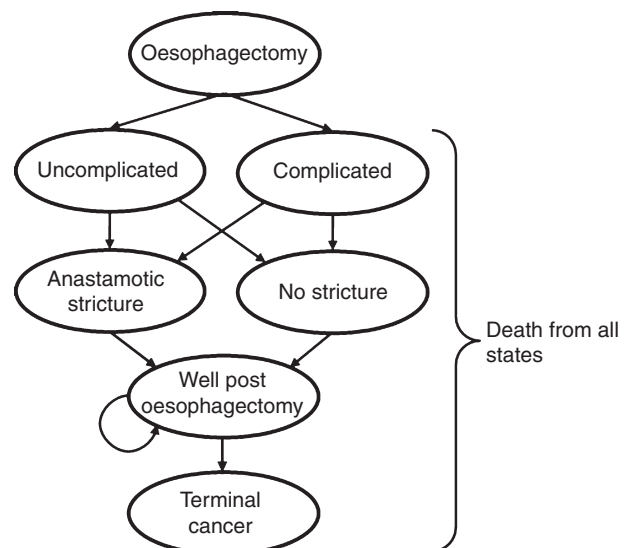 Oesophagectomy
Uncomplicated
Complicated
Anastamotic
stricture
No stricture
Death from all
states
Well post
oesophagectomy
Terminal
cancer